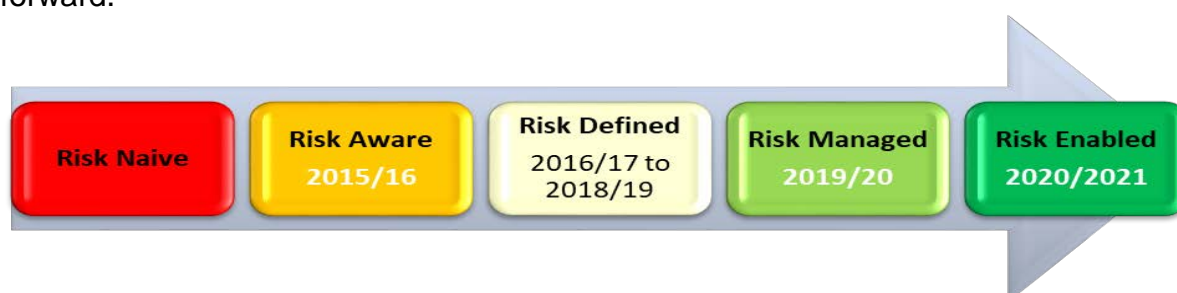 forward.
Risk Naive
Risk Aware
2015/16
Risk Defined
2016/17 to
2018/19
Risk Managed
2019/20
Risk Enabled
2020/2021